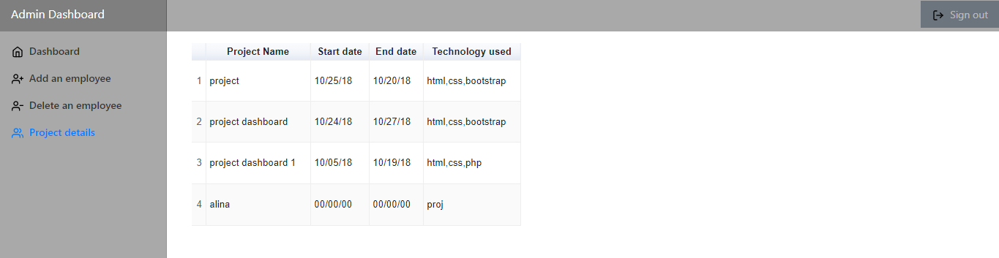 Admin Dashboard
Sign out
Dashboard
Add an employee
Delete an employee
Project details
Project Name Start date End date Technology used
1 project 10/25/18 10/20/18 html,css,bootstrap
2 project dashboard 10/24/18 10/27/18 html,css,bootstrap
3 project dashboard 1 10/05/18 10/19/18 html,css,php
4 alina 00/00/00 00/00/00 proj